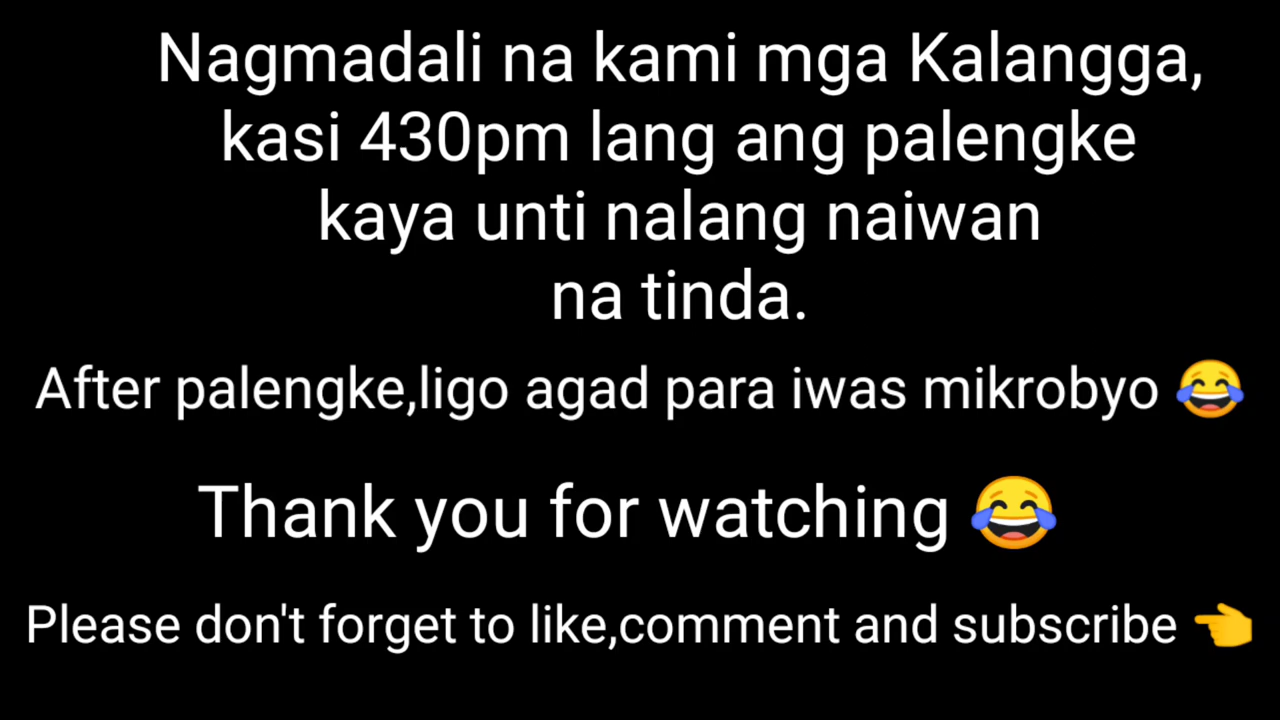 Nagmadali na kami mga Kalangga,
kasi 430pm lang ang palengke
kaya unti nalang naiwan
na tinda.
After palengke,ligo agad para iwas mikrobyo 😂
Thank you for watching 😂
Please don't forget to like,comment and subscribe 👈